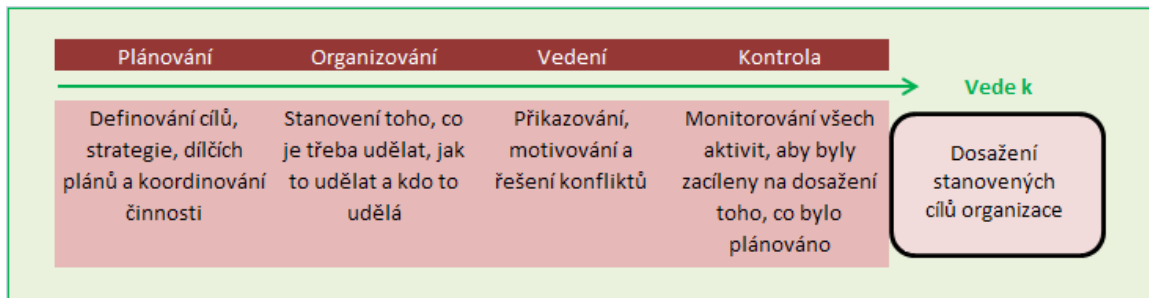 Plánování
Organizování
Vedení
Kontrola
Vede k
Definování cílů,
strategie, dílčích
plánů a koordinování
činnosti
Stanovení toho, co
je třeba udělat, jak
to udělat a kdo to
udělá
Přikazování,
motivování a
řešení konfliktů
Monitorování všech
aktivit, aby byly
zacíleny na dosažení
toho, co bylo
plánováno
Dosažení
stanovených
cílů organizace